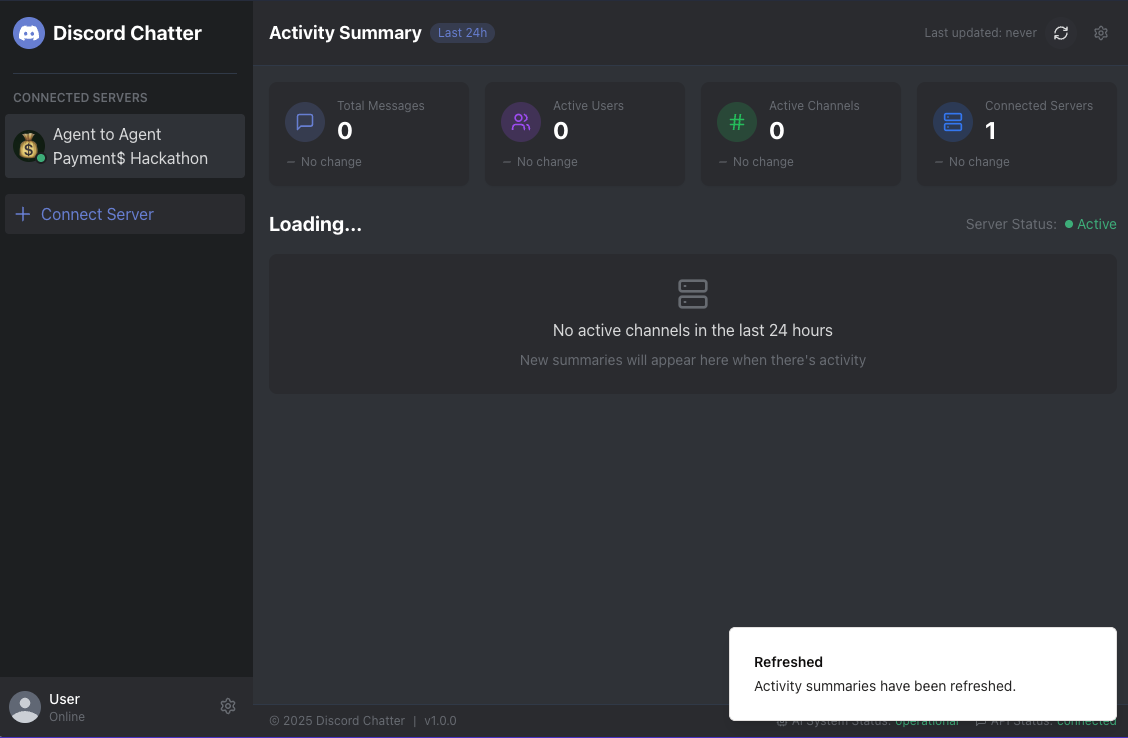 Discord Chatter
CONNECTED SERVERS
Agent to Agent
Payment$ Hackathon
Connect Server
User
Online
Activity Summary
Last 24h
Last updated: never
Total Messages
0
No change
Active Users
0
No change
Active Channels
0
No change
Connected Servers
1
No change
Loading...
Server Status: Active
No active channels in the last 24 hours
New summaries will appear here when there's activity
Refreshed
Activity summaries have been refreshed.
© 2025 Discord Chatter | v1.0.0
AI System Status: operational
API Status: connected